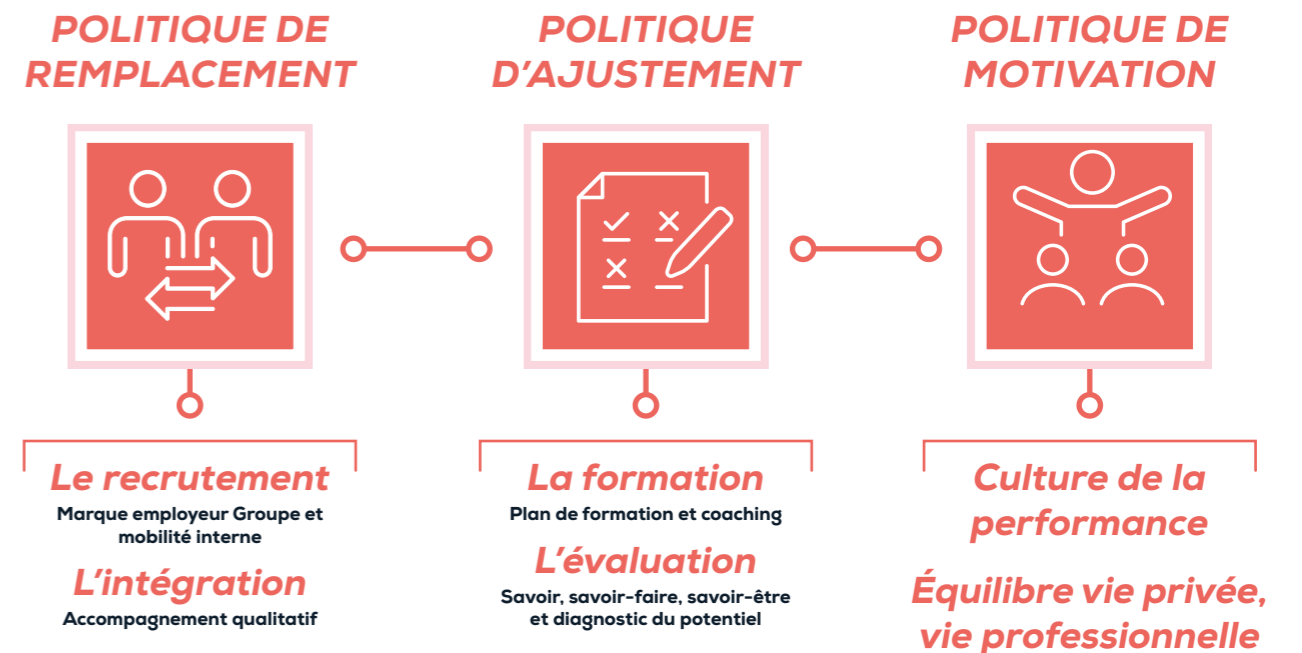 POLITIQUE DE
REMPLACEMENT
Le recrutement
Marque employeur Groupe et
mobilité interne
L’intégration
Accompagnement qualitatif
POLITIQUE
D’AJUSTEMENT
La formation
Plan de formation et coaching
L’évaluation
Savoir, savoir-faire, savoir-être
et diagnostic du potentiel
POLITIQUE DE
MOTIVATION
Culture de la
performance
Équilibre vie privée,
vie professionnelle